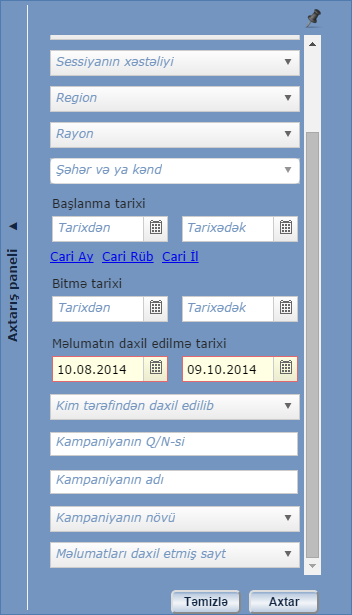 Axtarış paneli
Sessiyanın xəstəliyi
Region
Rayon
Şəhər və ya kənd
Başlanma tarixi
Tarixdən Tarixədək
Cari Ay Cari Rüb Cari İl
Bitmə tarixi
Tarixdən Tarixədək
Məlumatın daxil edilmə tarixi
10.08.2014 09.10.2014
Kim tərəfindən daxil edilib
Kampaniyanın Q/N-si
Kampaniyanın adı
Kampaniyanın növü
Məlumatları daxil etmiş sayt
Təmizlə Axtar